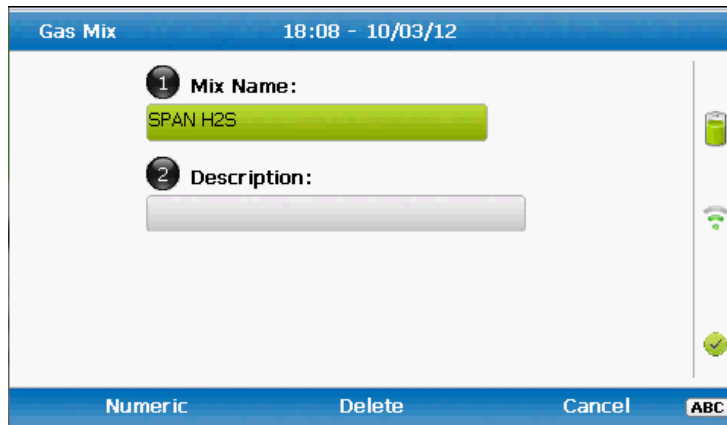 Gas Mix 18:08 - 10/03/12
1 Mix Name:
SPAN H2S
2 Description:
Numeric Delete Cancel ABC